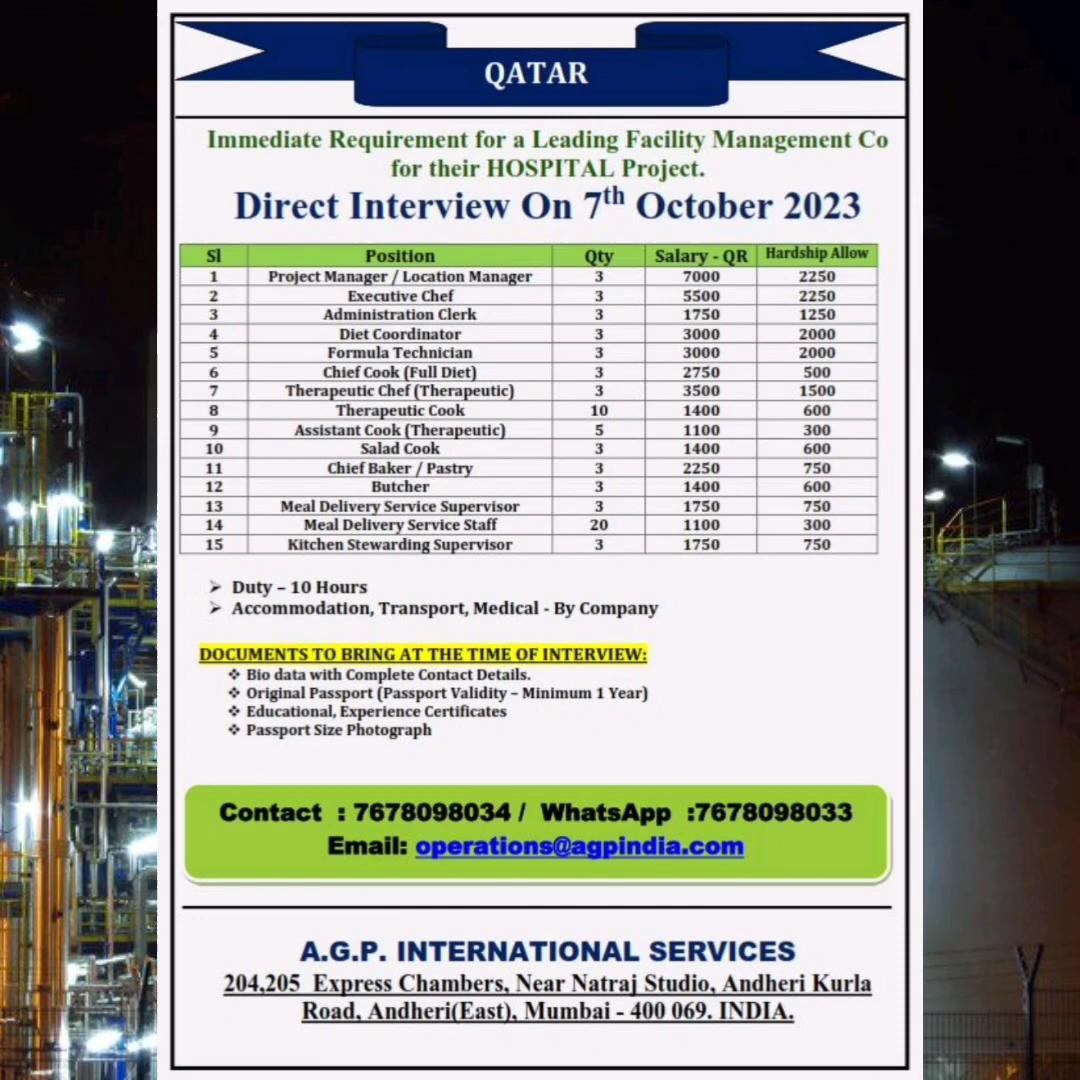 QATAR
Immediate Requirement for a Leading Facility Management Co
for their HOSPITAL Project.
Direct Interview On 7th October 2023
Sl Position Qty Salary - QR Hardship Allow
1 Project Manager / Location Manager 3 7000 2250
2 Executive Chef 3 5500 2250
3 Administration Clerk 3 1750 1250
4 Diet Coordinator 3 3000 2000
5 Formula Technician 3 3000 2000
6 Chief Cook (Full Diet) 3 2750 500
7 Therapeutic Chef (Therapeutic) 3 3500 1500
8 Therapeutic Cook 10 1400 600
9 Assistant Cook (Therapeutic) 5 1100 300
10 Salad Cook 3 1400 600
11 Chief Baker / Pastry 3 2250 750
12 Butcher 3 1400 600
13 Meal Delivery Service Supervisor 3 1750 750
14 Meal Delivery Service Staff 20 1100 300
15 Kitchen Stewarding Supervisor 3 1750 750
➢ Duty – 10 Hours
➢ Accommodation, Transport, Medical - By Company
DOCUMENTS TO BRING AT THE TIME OF INTERVIEW:
❖ Bio data with Complete Contact Details.
❖ Original Passport (Passport Validity – Minimum 1 Year)
❖ Educational, Experience Certificates
❖ Passport Size Photograph
Contact : 7678098034 / WhatsApp :7678098033
Email: operations@agpindia.com
A.G.P. INTERNATIONAL SERVICES
204,205 Express Chambers, Near Natraj Studio, Andheri Kurla
Road, Andheri(East), Mumbai - 400 069. INDIA.